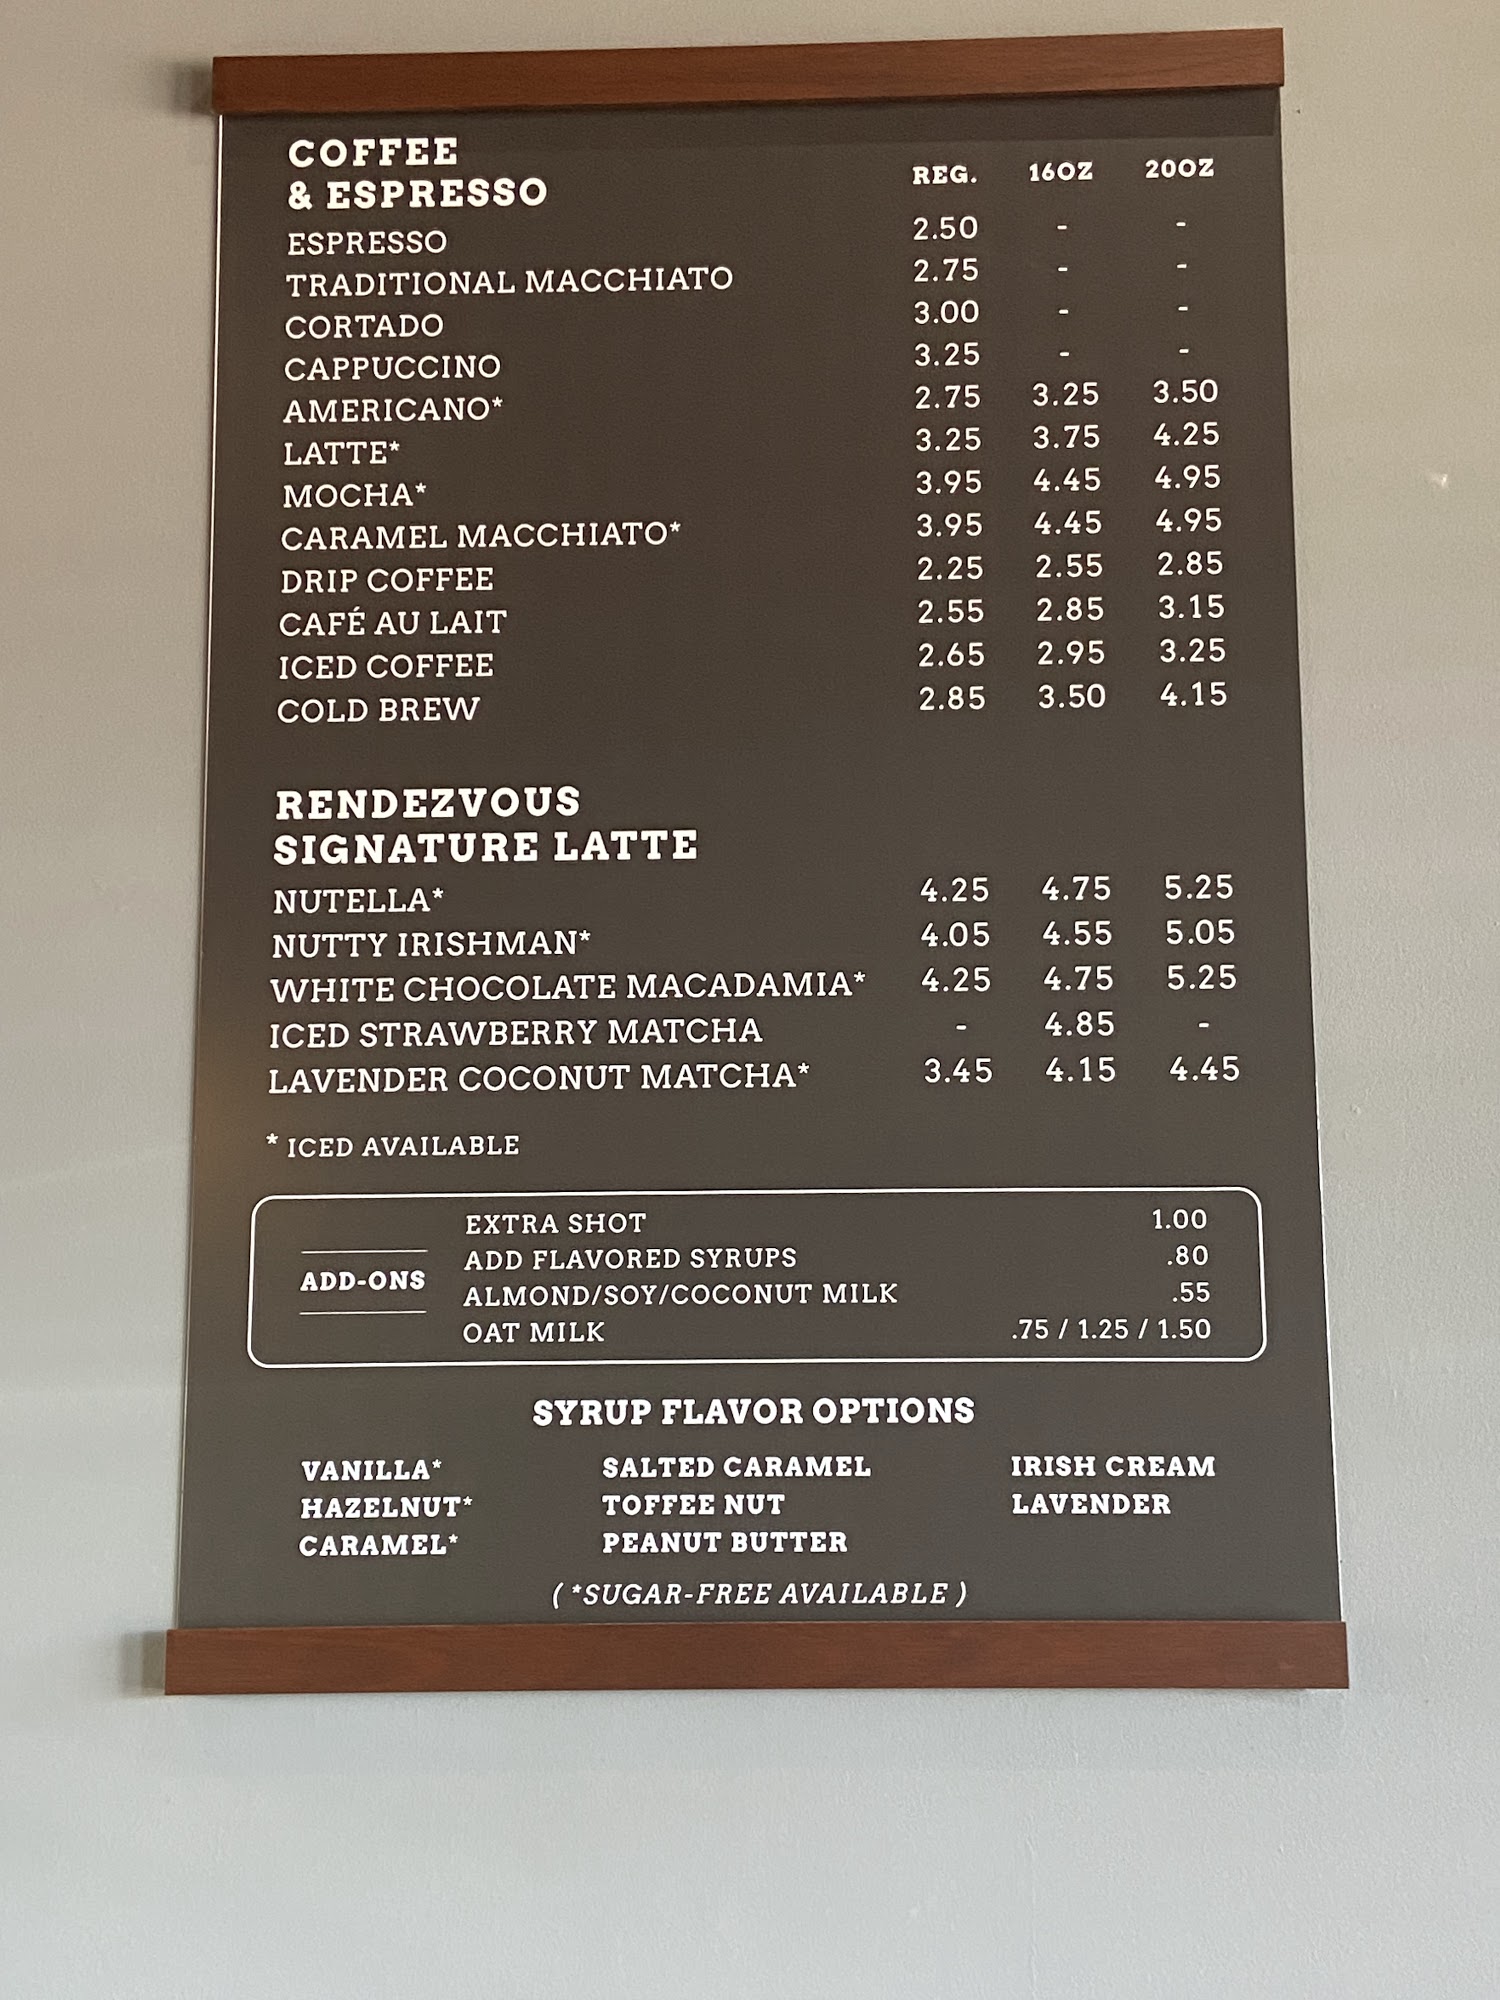 COFFEE
& ESPRESSO REG. 16OZ 20OZ
ESPRESSO 2.50 - -
TRADITIONAL MACCHIATO 2.75 - -
CORTADO 3.00 - -
CAPPUCCINO 3.25 - -
AMERICANO* 2.75 3.25 3.50
LATTE* 3.25 3.75 4.25
MOCHA* 3.95 4.45 4.95
CARAMEL MACCHIATO* 3.95 4.45 4.95
DRIP COFFEE 2.25 2.55 2.85
CAFÉ AU LAIT 2.55 2.85 3.15
ICED COFFEE 2.65 2.95 3.25
COLD BREW 2.85 3.50 4.15
RENDEZVOUS
SIGNATURE LATTE
NUTELLA* 4.25 4.75 5.25
NUTTY IRISHMAN* 4.05 4.55 5.05
WHITE CHOCOLATE MACADAMIA* 4.25 4.75 5.25
ICED STRAWBERRY MATCHA - 4.85 -
LAVENDER COCONUT MATCHA* 3.45 4.15 4.45
* ICED AVAILABLE
ADD-ONS
EXTRA SHOT 1.00
ADD FLAVORED SYRUPS .80
ALMOND/SOY/COCONUT MILK .55
OAT MILK .75 / 1.25 / 1.50
SYRUP FLAVOR OPTIONS
VANILLA* SALTED CARAMEL IRISH CREAM
HAZELNUT* TOFFEE NUT LAVENDER
CARAMEL* PEANUT BUTTER
( *SUGAR-FREE AVAILABLE )